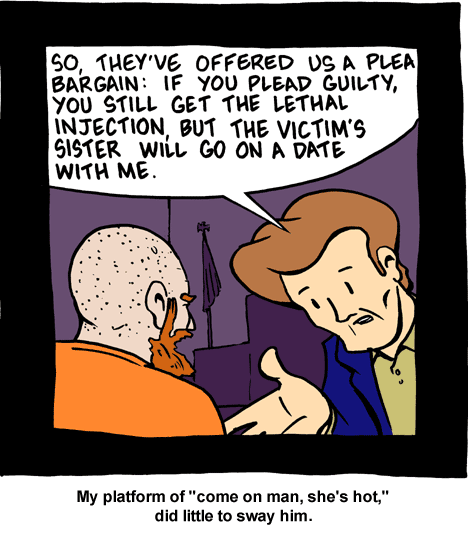 SO, THEY'VE OFFERED US A PLEA
BARGAIN: IF YOU PLEAD GUILTY,
YOU STILL GET THE LETHAL
INJECTION, BUT THE VICTIM'S
SISTER WILL GO ON A DATE
WITH ME.
My platform of "come on man, she's hot,"
did little to sway him.